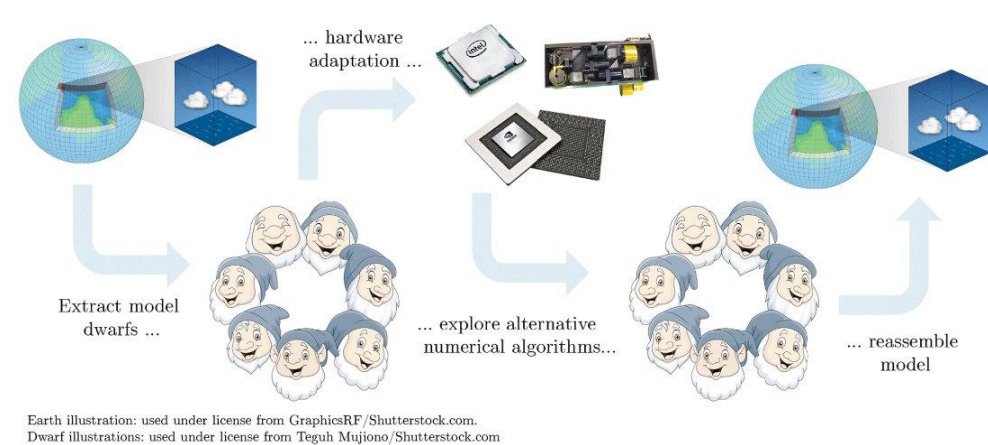 ... hardware
adaptation ...
intel
Extract model
dwarfs ...
... explore alternative
numerical algorithms...
... reassemble
model
Earth illustration: used under license from GraphicsRF/Shutterstock.com.
Dwarf illustrations: used under license from Teguh Mujiono/Shutterstock.com